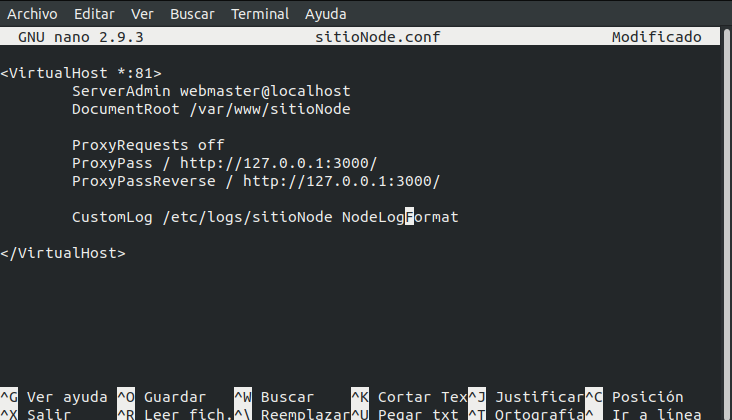 Archivo Editar Ver Buscar Terminal Ayuda
GNU nano 2.9.3 sitioNode.conf Modificado
<VirtualHost *:81>
ServerAdmin webmaster@localhost
DocumentRoot /var/www/sitioNode
ProxyRequests off
ProxyPass / http://127.0.0.1:3000/
ProxyPassReverse / http://127.0.0.1:3000/
CustomLog /etc/logs/sitioNode NodeLogFormat
</VirtualHost>
^G Ver ayuda ^O Guardar ^W Buscar ^K Cortar Tex ^J Justificar ^C Posición
^X Salir ^R Leer fich. ^\ Reemplazar ^U Pegar txt ^T Ortografía ^_ Ir a línea